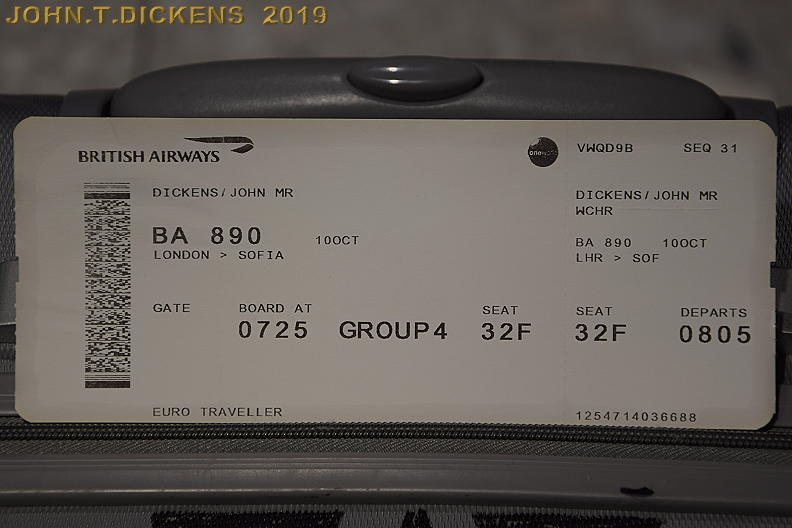 JOHN.T.DICKENS 2019
BRITISH AIRWAYS
oneworld
VWQD9B SEQ 31
DICKENS/JOHN MR
DICKENS/JOHN MR
WCHR
BA 890 10OCT
LONDON > SOFIA
BA 890 10OCT
LHR > SOF
GATE BOARD AT SEAT SEAT DEPARTS
0725 GROUP4 32F 32F 0805
EURO TRAVELLER
1254714036688